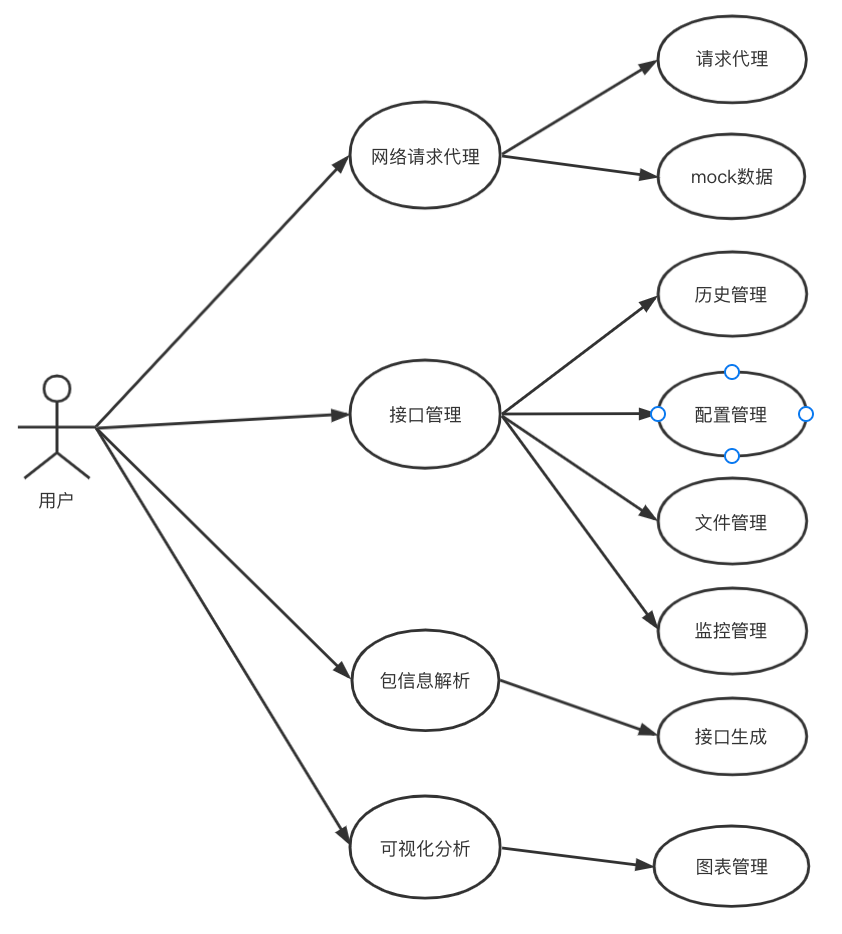 请求代理
网络请求代理
mock数据
历史管理
接口管理
配置管理
用户
文件管理
监控管理
包信息解析
接口生成
可视化分析
图表管理